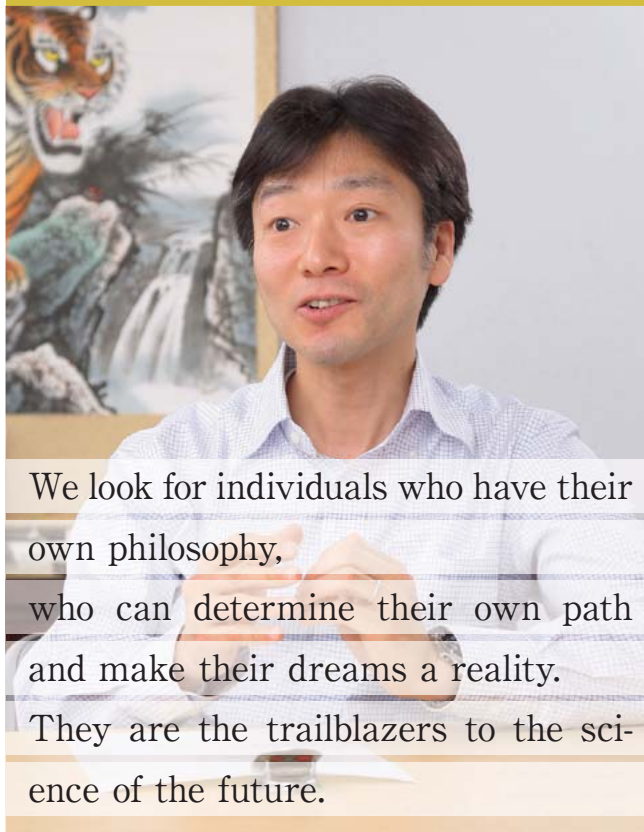 We look for individuals who have their
own philosophy,
who can determine their own path
and make their dreams a reality.
They are the trailblazers to the sci-
ence of the future.